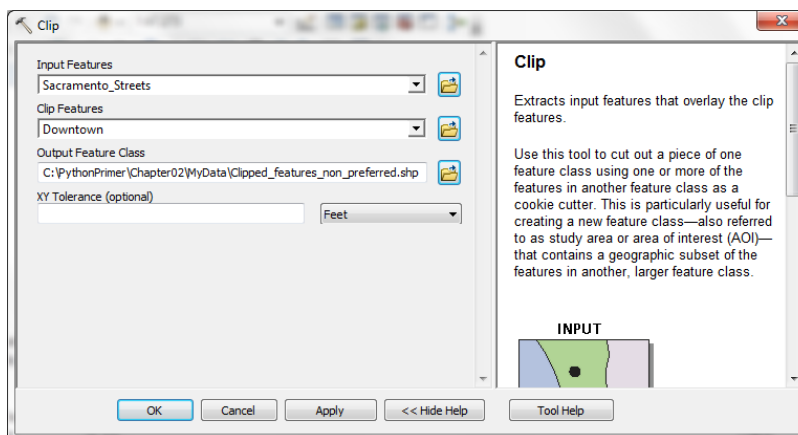 Clip
Input Features
Sacramento_Streets
Clip Features
Downtown
Output Feature Class
C:\PythonPrimer\Chapter02\MyData\Clipped_features_non_preferred.shp
XY Tolerance (optional)
Feet
Clip
Extracts input features that overlay the clip
features.
Use this tool to cut out a piece of one
feature class using one or more of the
features in another feature class as a
cookie cutter. This is particularly useful for
creating a new feature class—also referred
to as study area or area of interest (AOI)—
that contains a geographic subset of the
features in another, larger feature class.
INPUT
OK Cancel Apply << Hide Help Tool Help